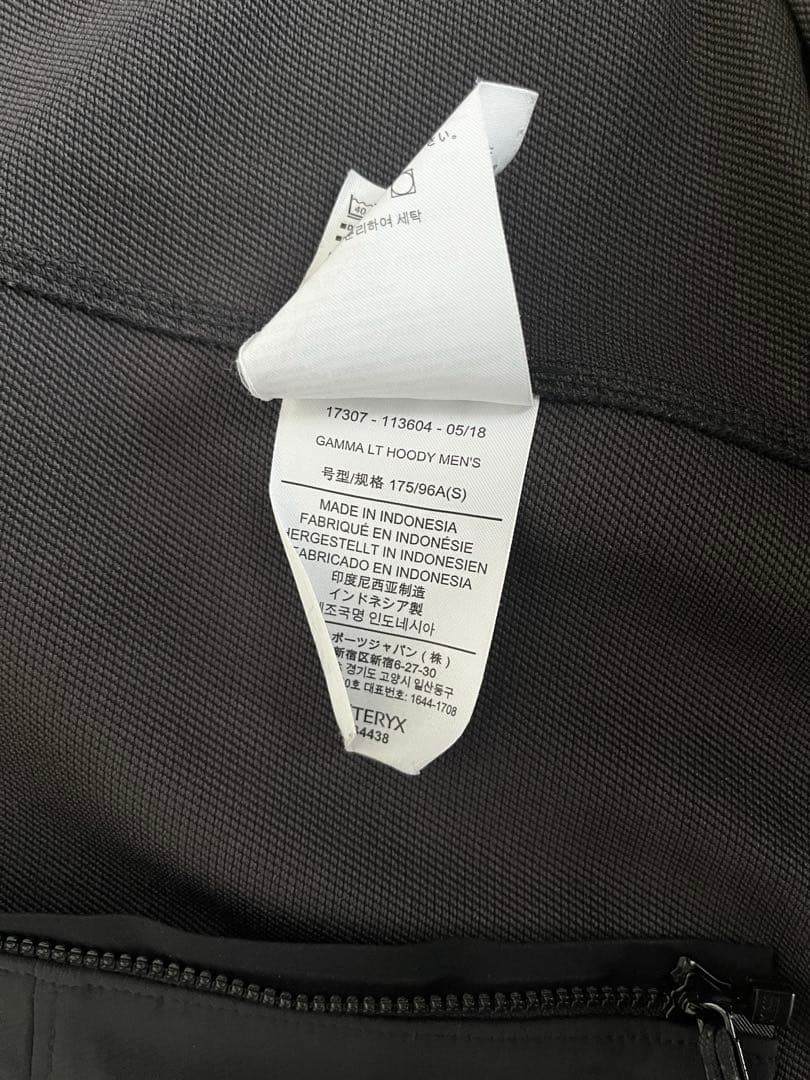 い。
40
하여 세탁
17307 - 113604 - 05/18
GAMMA LT HOODY MEN'S
号型/规格 175/96A(S)
MADE IN INDONESIA
FABRIQUÉ EN INDONÉSIE
HERGESTELLT IN INDONESIEN
FABRICADO EN INDONESIA
印度尼西亚制造
インドネシア製
조국명 인도네시아
ポーツジャパン ( 株 )
新宿区新宿6-27-30
경기도 고양시 일산동구
0호 대표번호: 1644-1708
TERYX
4438